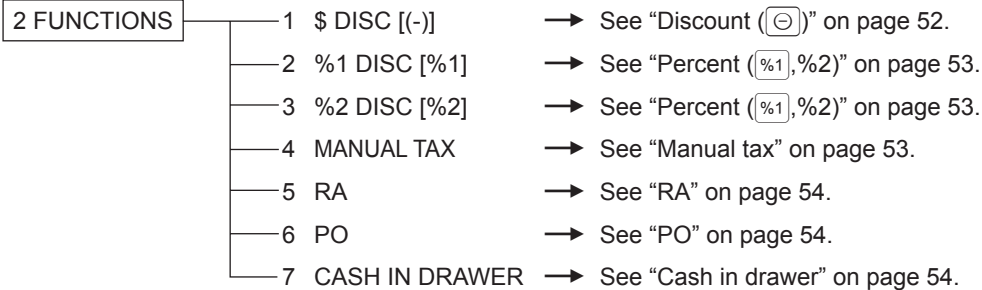 2 FUNCTIONS 1 $ DISC [(-)] See “Discount (⊖)” on page 52.
2 %1 DISC [%1] See “Percent (%1,%2)” on page 53.
3 %2 DISC [%2] See “Percent (%1,%2)” on page 53.
4 MANUAL TAX See “Manual tax” on page 53.
5 RA See “RA” on page 54.
6 PO See “PO” on page 54.
7 CASH IN DRAWER See “Cash in drawer” on page 54.